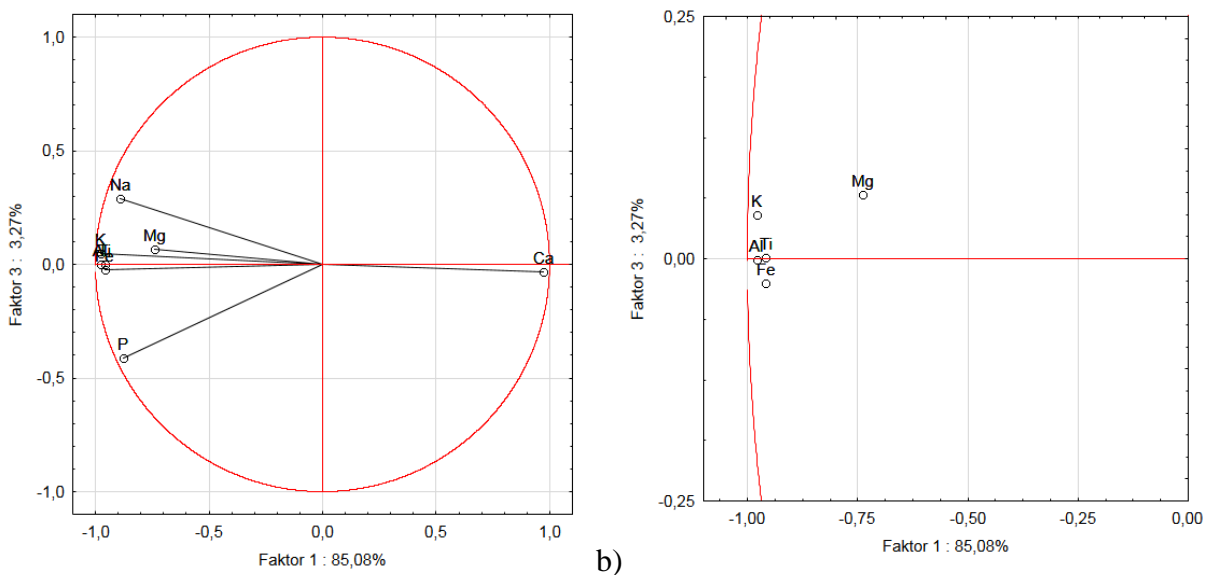 1,0
0,5
0,0
-0,5
-1,0
Faktor 3 : 3,27%
Na
Mg
K
Al
Ti
Fe
P
Ca
-1,0 -0,5 0,0 0,5 1,0
Faktor 1 : 85,08%
b)
0,25
0,00
-0,25
Faktor 3 : 3,27%
Mg
K
Al Ti
Fe
-1,00 -0,75 -0,50 -0,25 0,00
Faktor 1 : 85,08%